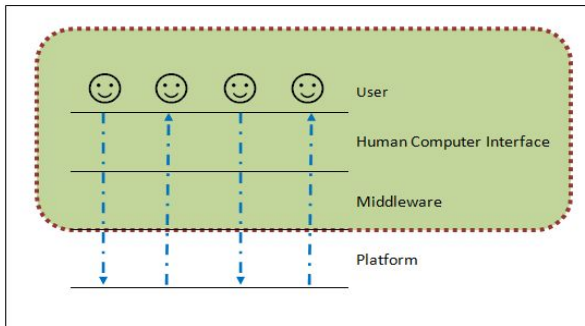 User
Human Computer Interface
Middleware
Platform